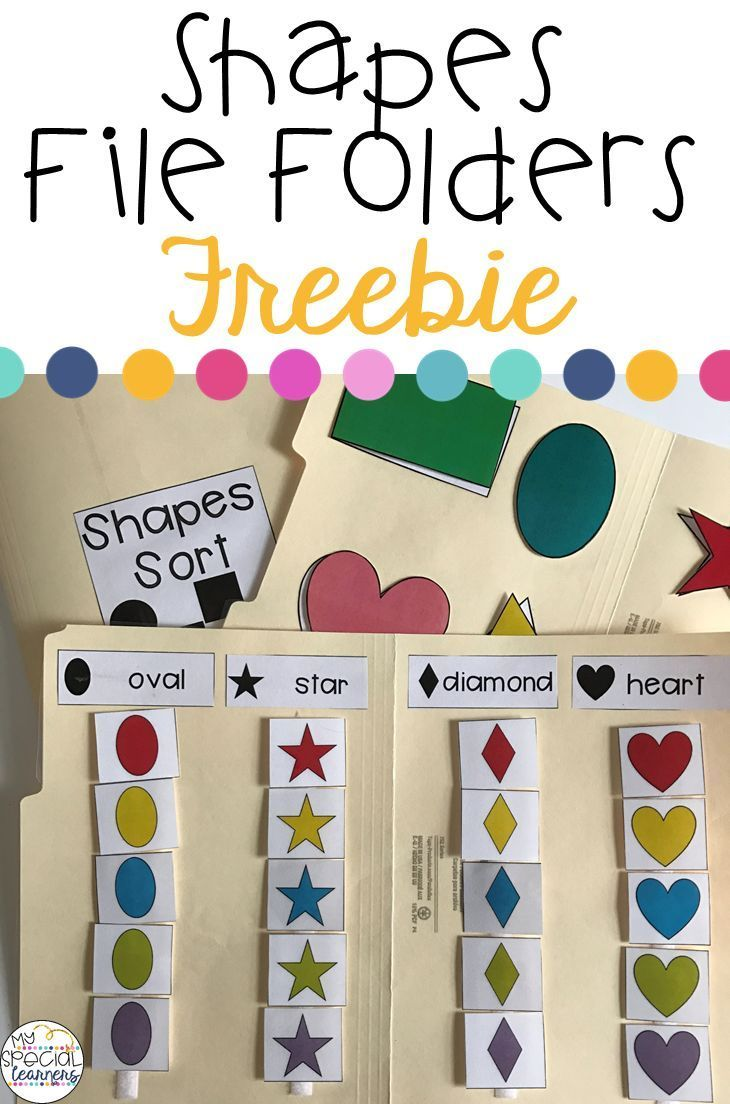 Shapes
File Folders
Freebie
Shapes
Sort
oval
star
diamond
heart
My
Special
Learners